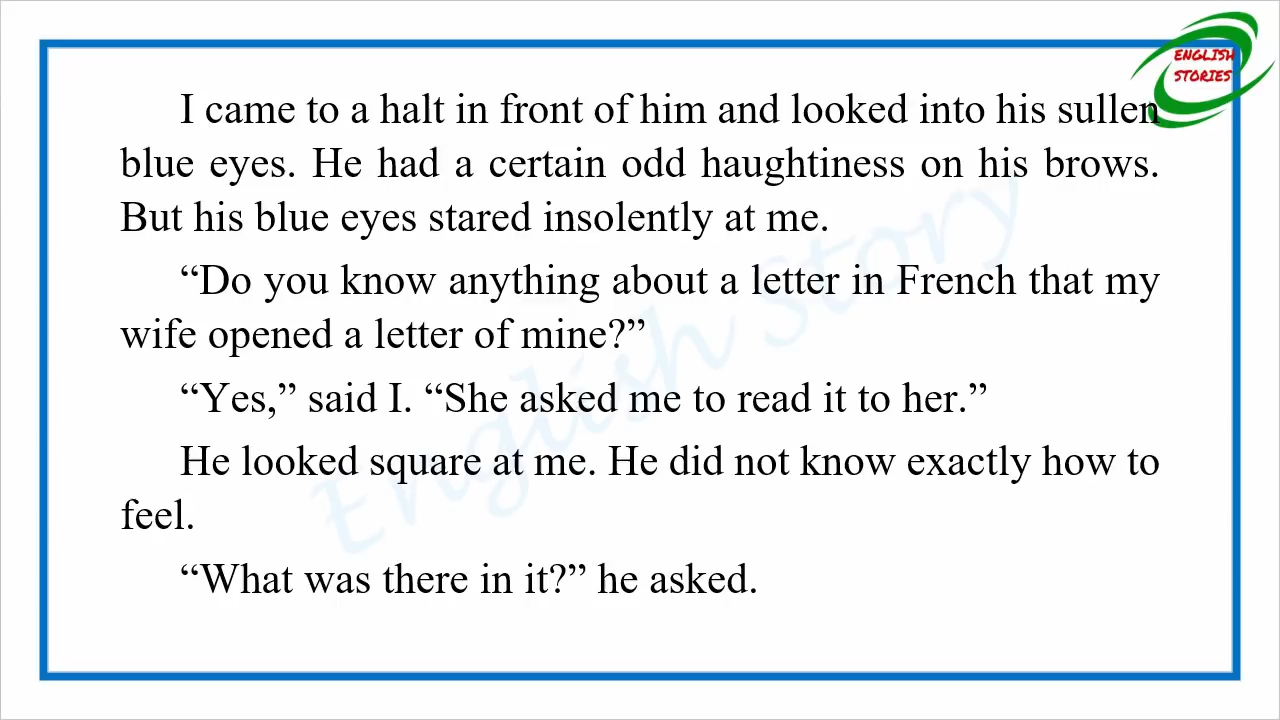 ENGLISH
STORIES
I came to a halt in front of him and looked into his sullen
blue eyes. He had a certain odd haughtiness on his brows.
But his blue eyes stared insolently at me.
“Do you know anything about a letter in French that my
wife opened a letter of mine?”
“Yes,” said I. “She asked me to read it to her.”
He looked square at me. He did not know exactly how to
feel.
“What was there in it?” he asked.
English Story